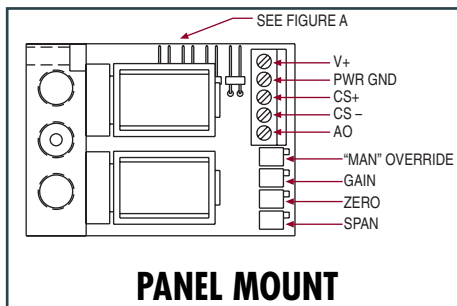 SEE FIGURE A
V+
PWR GND
CS+
CS –
AO
“MAN” OVERRIDE
GAIN
ZERO
SPAN
PANEL MOUNT